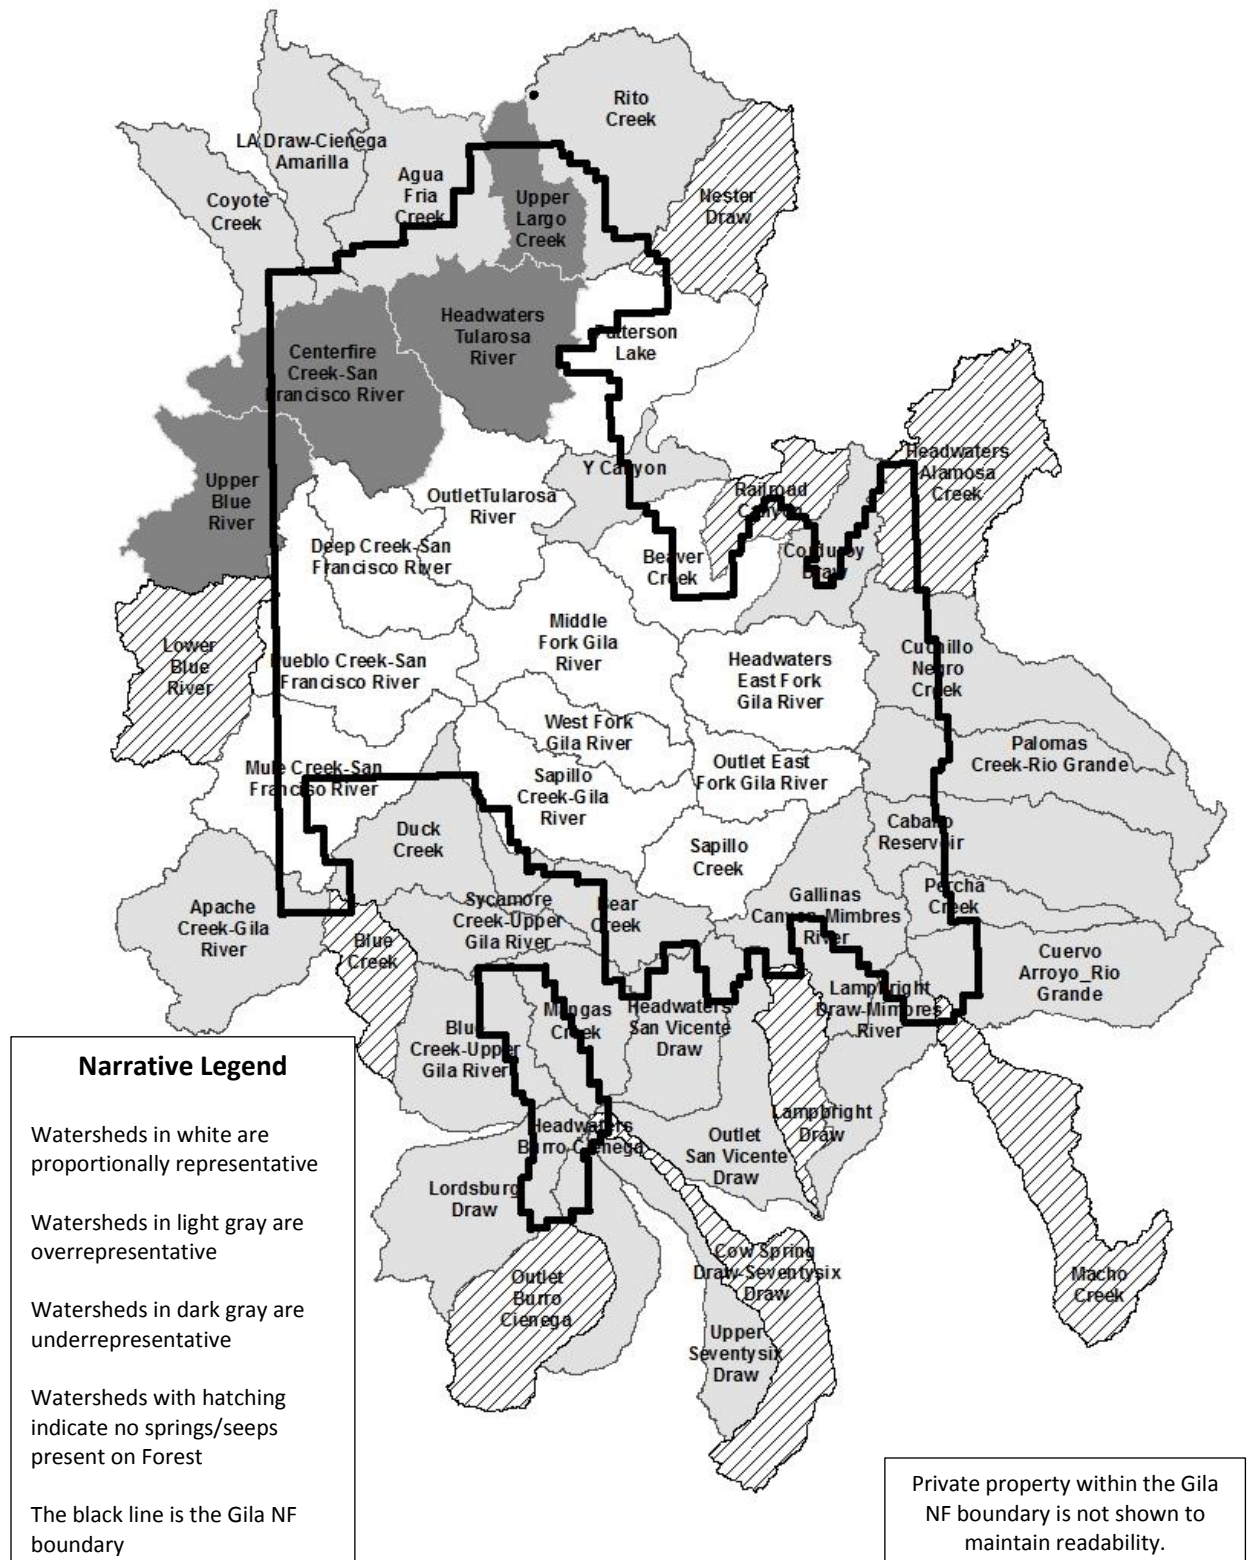 Rito
Creek
LA Draw-Cienega
Amarilla
Agua
Fria
Creek
Coyote
Creek
Upper
Largo
Creek
Nester
Draw
Headwaters
Tularosa
River
Patterson
Lake
Centerfire
Creek-San
Francisco River
Headwaters
Alamosa
Creek
Y Canyon
Upper
Blue
River
OutletTularosa
River
Railroad
Canyon
Deep Creek-San
Francisco River
Beaver
Creek
Corduroy
Draw
Middle
Fork Gila
River
Lower
Blue
River
Pueblo Creek-San
Francisco River
Headwaters
East Fork
Gila River
Cuchillo
Negro
Creek
West Fork
Gila River
Palomas
Creek-Rio Grande
Mule Creek-San
Franciso River
Sapillo
Creek-Gila
River
Outlet East
Fork Gila River
Duck
Creek
Caballo
Reservoir
Sapillo
Creek
Apache
Creek-Gila
River
Sycamore
Creek-Upper
Gila River
Bear
Creek
Gallinas
Canyon-Mimbres
River
Percha
Creek
Blue
Creek
Cuervo
Arroyo_Rio
Grande
Lampbright
Draw-Mimbres
River
Mangas
Creek
Headwaters
San Vicente
Draw
Blue
Creek-Upper
Gila River
Headwaters
Burro Cienega
Lampbright
Draw
Outlet
San Vicente
Draw
Lordsburg
Draw
Cow Spring
Draw-Seventysix
Draw
Outlet
Burro
Cienega
Macho
Creek
Upper
Seventysix
Draw
Narrative Legend
Watersheds in white are
proportionally representative
Watersheds in light gray are
overrepresentative
Watersheds in dark gray are
underrepresentative
Watersheds with hatching
indicate no springs/seeps
present on Forest
The black line is the Gila NF
boundary
Private property within the Gila
NF boundary is not shown to
maintain readability.